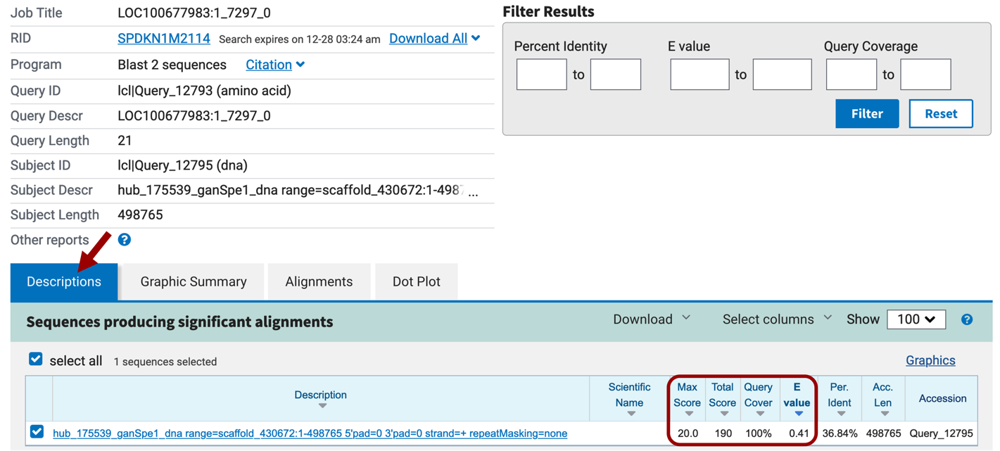 Job Title LOC100677983:1_7297_0
RID SPDKN1M2114 Search expires on 12-28 03:24 am Download All
Program Blast 2 sequences Citation
Query ID lcl|Query_12793 (amino acid)
Query Descr LOC100677983:1_7297_0
Query Length 21
Subject ID lcl|Query_12795 (dna)
Subject Descr hub_175539_ganSpe1_dna range=scaffold_430672:1-4987 ...
Subject Length 498765
Other reports ?
Filter Results
Percent Identity E value Query Coverage
to to to
Filter Reset
Descriptions Graphic Summary Alignments Dot Plot
Sequences producing significant alignments Download Select columns Show 100 ?
select all 1 sequences selected Graphics
Description Scientific Name Max Score Total Score Query Cover E value Per. Ident Acc. Len Accession
hub_175539_ganSpe1_dna range=scaffold_430672:1-498765 5'pad=0 3'pad=0 strand=+ repeatMasking=none 20.0 190 100% 0.41 36.84% 498765 Query_12795